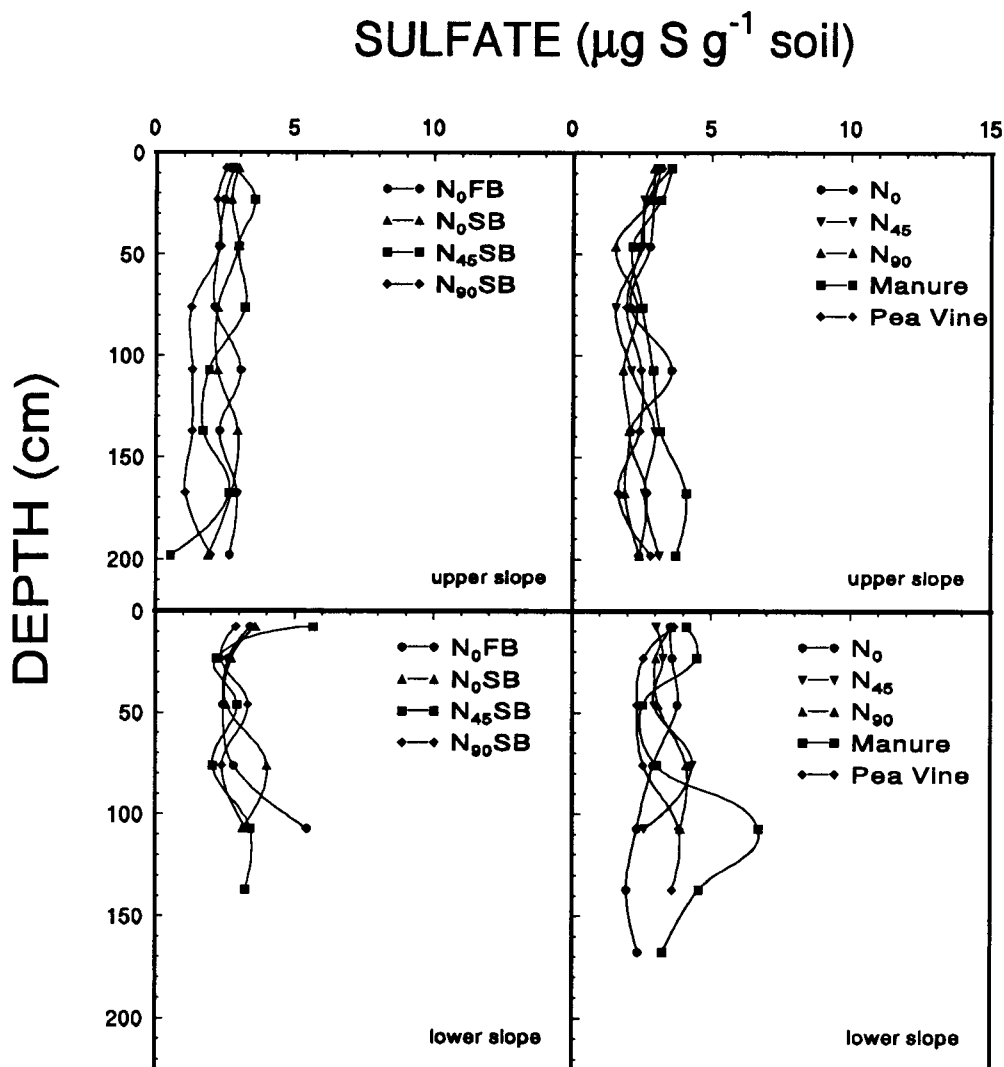 SULFATE (μg S g⁻¹ soil)
0 5 10 0 5 10 15
DEPTH (cm)
0
50
100
150
200
N₀FB
N₀SB
N₄₅SB
N₉₀SB
upper slope
N₀
N₄₅
N₉₀
Manure
Pea Vine
upper slope
0
50
100
150
200
N₀FB
N₀SB
N₄₅SB
N₉₀SB
lower slope
N₀
N₄₅
N₉₀
Manure
Pea Vine
lower slope